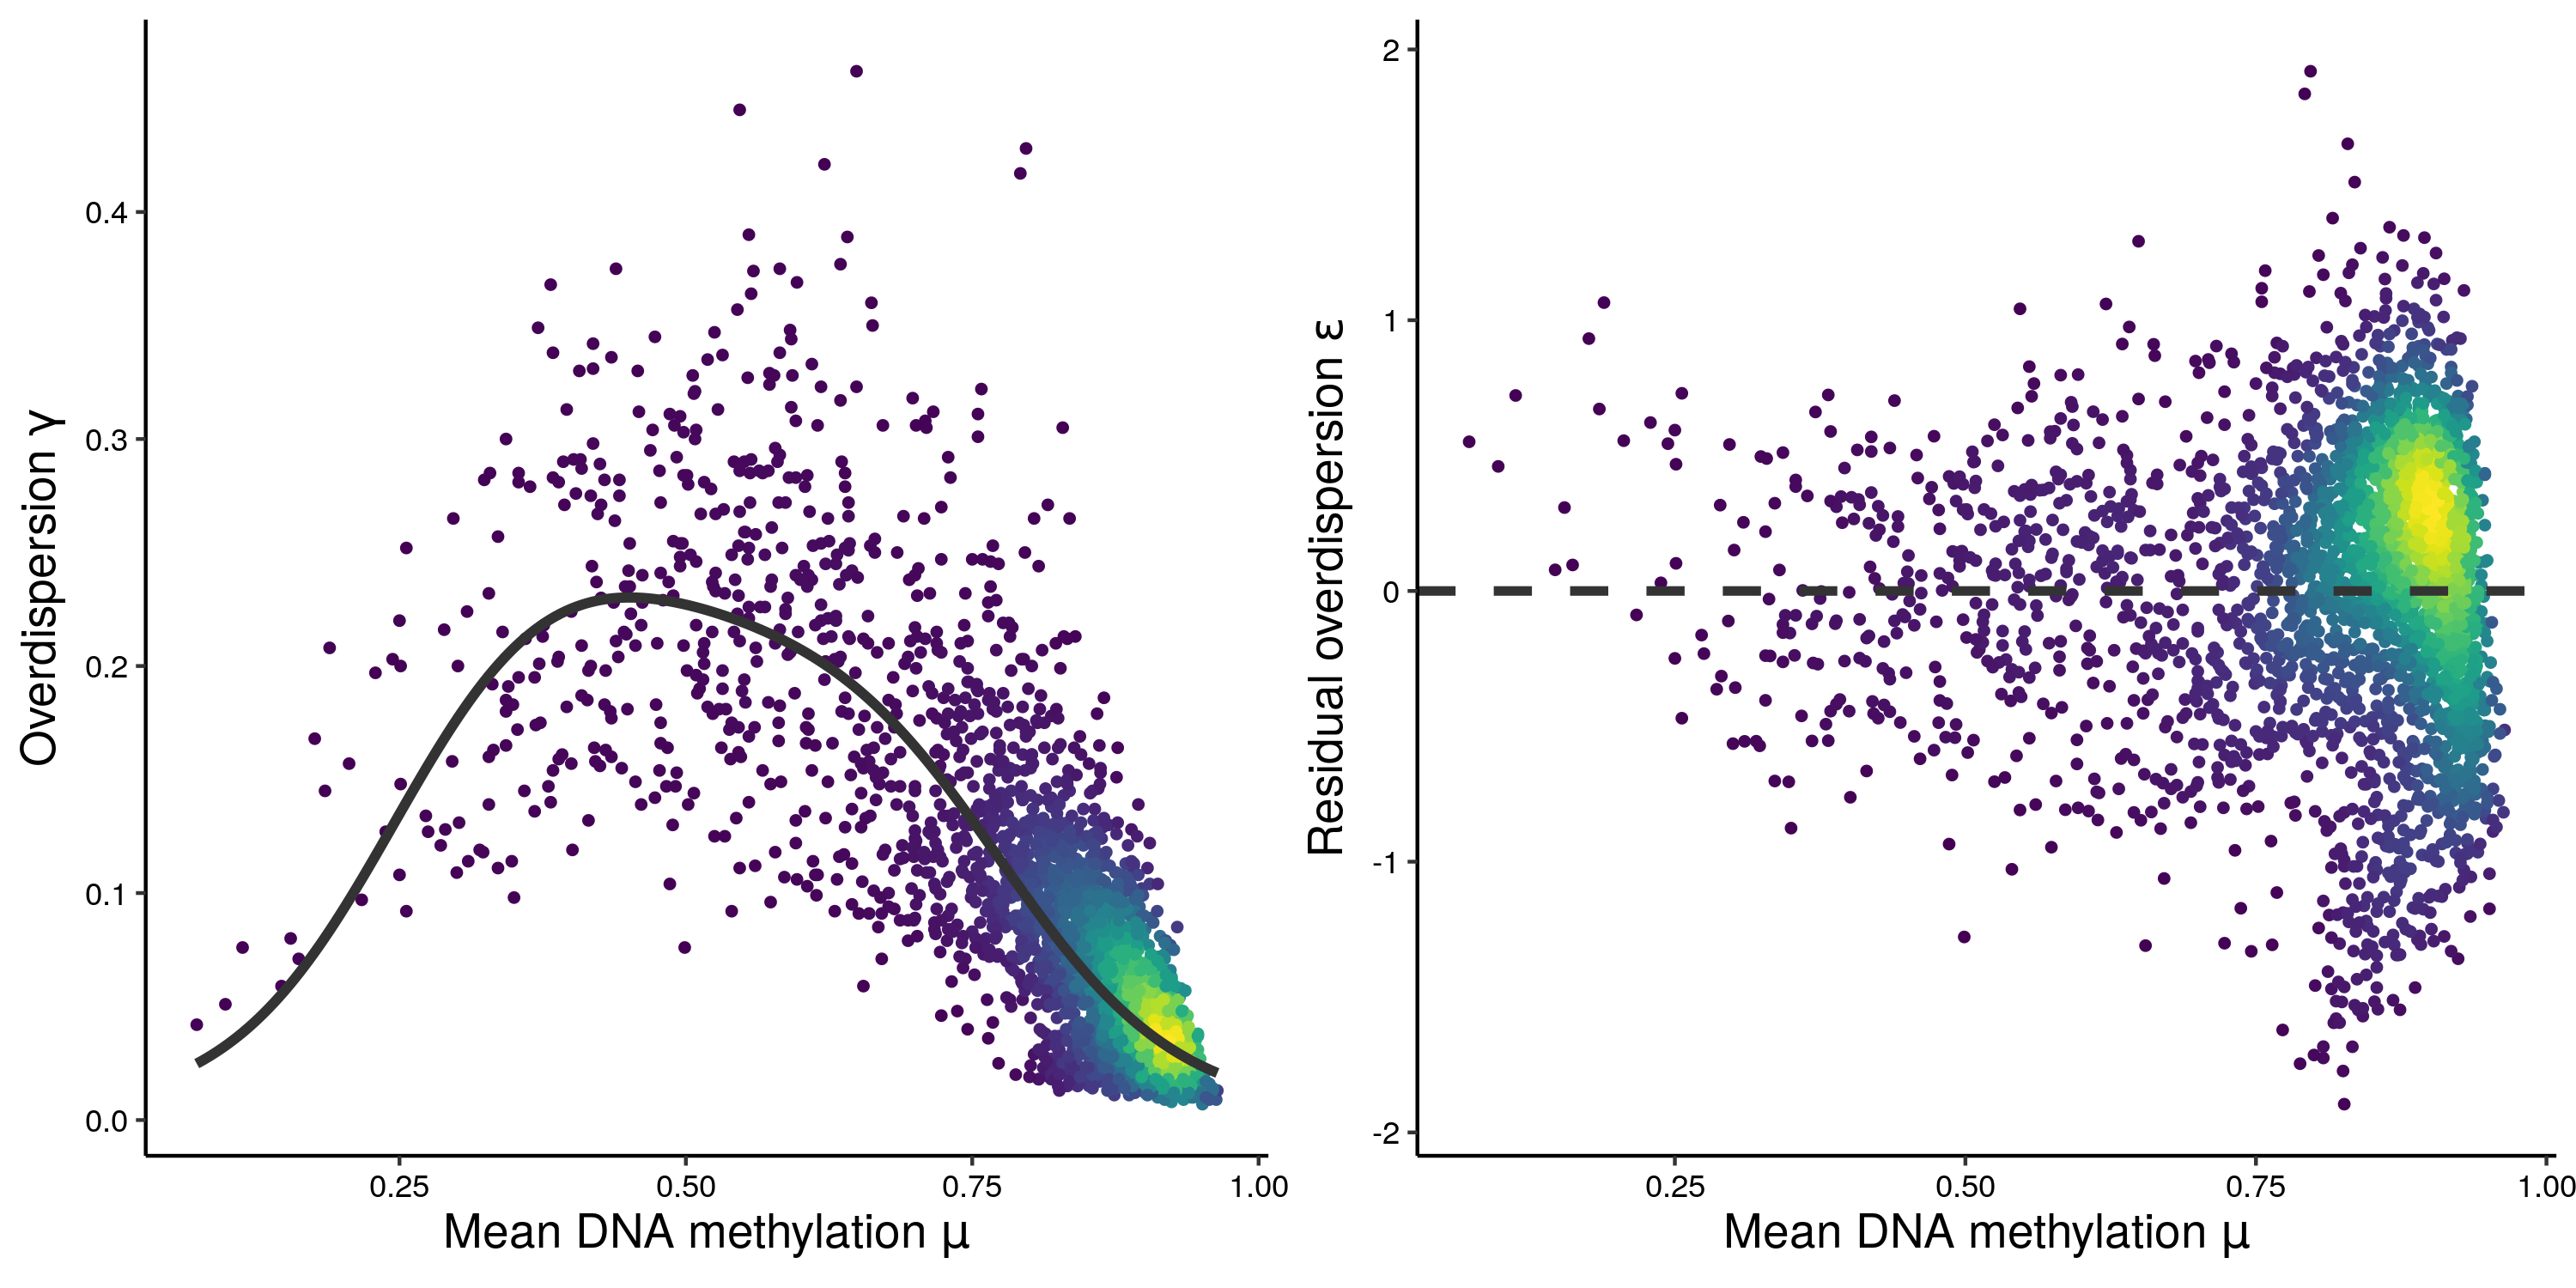 Overdispersion γ
0.4
0.3
0.2
0.1
0.0
0.25 0.50 0.75 1.00
Mean DNA methylation μ
Residual overdispersion ε
2
1
0
-1
-2
0.25 0.50 0.75 1.00
Mean DNA methylation μ